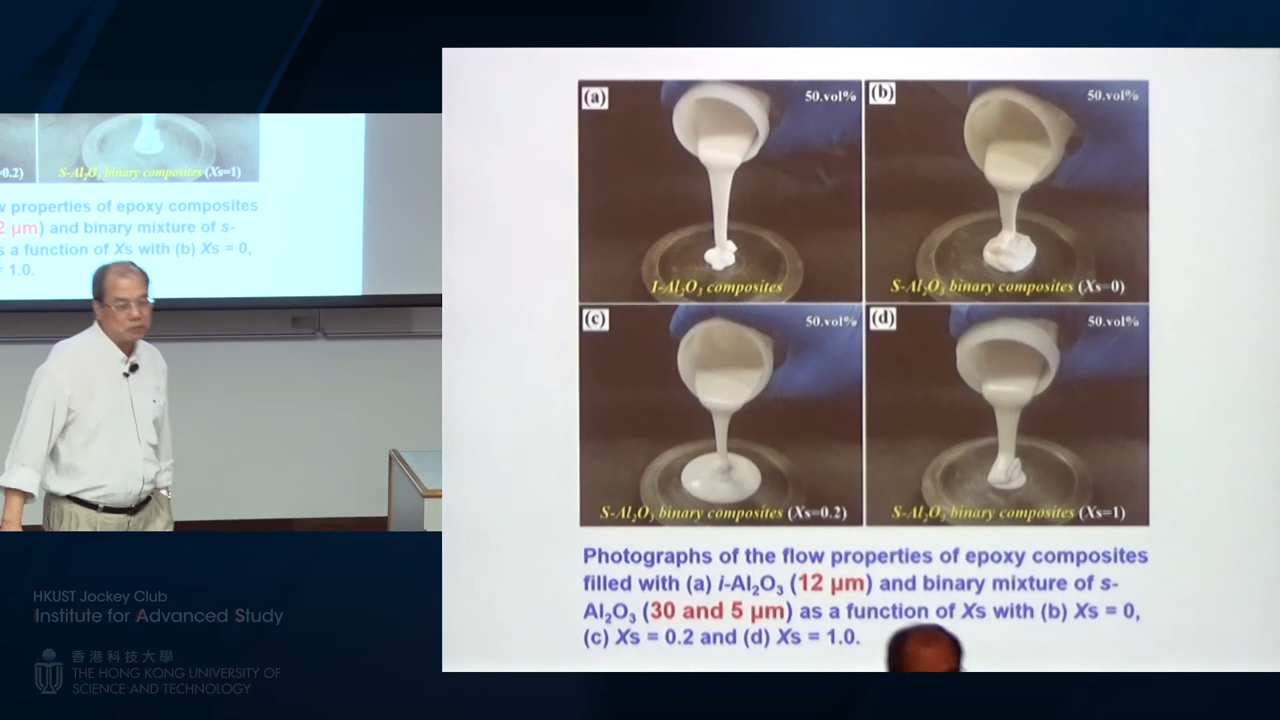 (a)
50.vol%
I-Al₂O₃ composites
(b)
50.vol%
S-Al₂O₃ binary composites (Xs=0)
(c)
50.vol%
S-Al₂O₃ binary composites (Xs=0.2)
(d)
50.vol%
S-Al₂O₃ binary composites (Xs=1)
Photographs of the flow properties of epoxy composites
filled with (a) i-Al₂O₃ (12 μm) and binary mixture of s-
Al₂O₃ (30 and 5 μm) as a function of Xs with (b) Xs = 0,
(c) Xs = 0.2 and (d) Xs = 1.0.
=0.2)
S-Al₂O₃ binary composites (Xs=1)
w properties of epoxy composites
2 μm) and binary mixture of s-
s a function of Xs with (b) Xs = 0,
= 1.0.
HKUST Jockey Club
Institute for Advanced Study
香港科技大學
THE HONG KONG UNIVERSITY OF
SCIENCE AND TECHNOLOGY